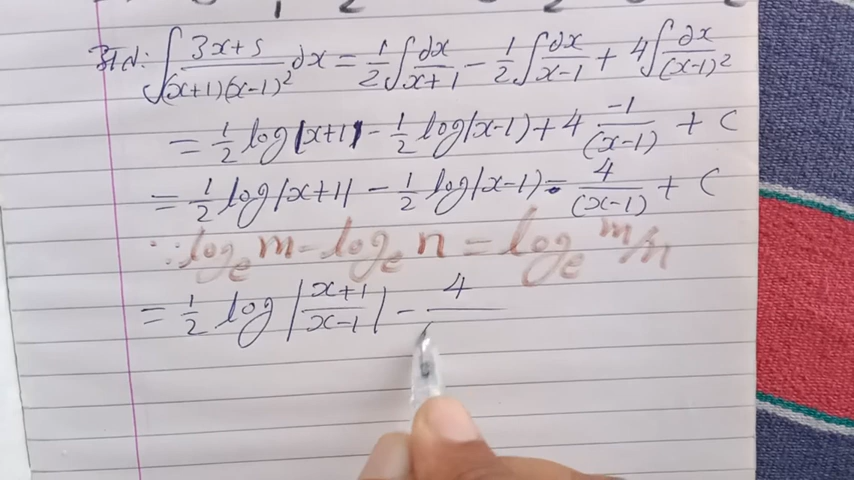 ਹੱਲ: ∫ 3x+5/(x+1)(x-1)² dx = 1/2 ∫ dx/x+1 - 1/2 ∫ dx/x-1 + 4∫ dx/(x-1)²
= 1/2 log|x+1| - 1/2 log|x-1) + 4 -1/(x-1) + C
= 1/2 log|x+1| - 1/2 log|x-1) - 4/(x-1) + C
∵ logₑ m - logₑ n = logₑ m/n
= 1/2 log |x+1/x-1| - 4/